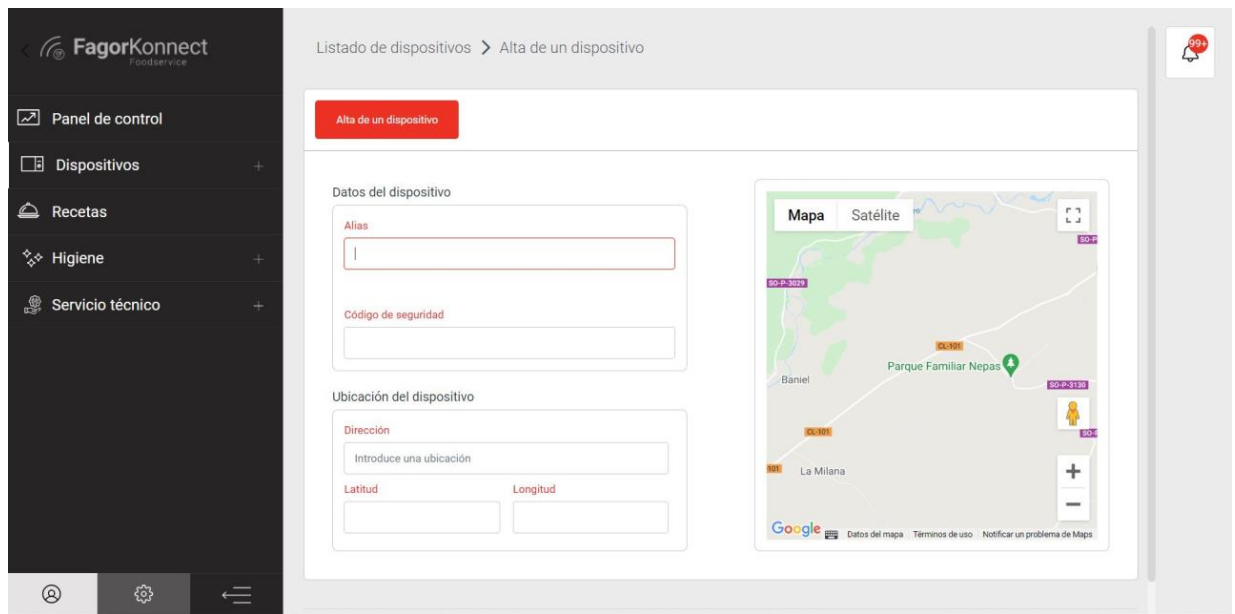 FagorKonnect
Foodservice
Panel de control
Dispositivos
Recetas
Higiene
Servicio técnico
Listado de dispositivos > Alta de un dispositivo
99+
Alta de un dispositivo
Datos del dispositivo
Alias
Código de seguridad
Ubicación del dispositivo
Dirección
Introduce una ubicación
Latitud
Longitud
Mapa
Satélite
SO-P-3029
CL-101
Parque Familiar Nepas
Baniel
SO-P-3130
CL-101
La Milana
101
Google
Datos del mapa
Términos de uso
Notificar un problema de Maps